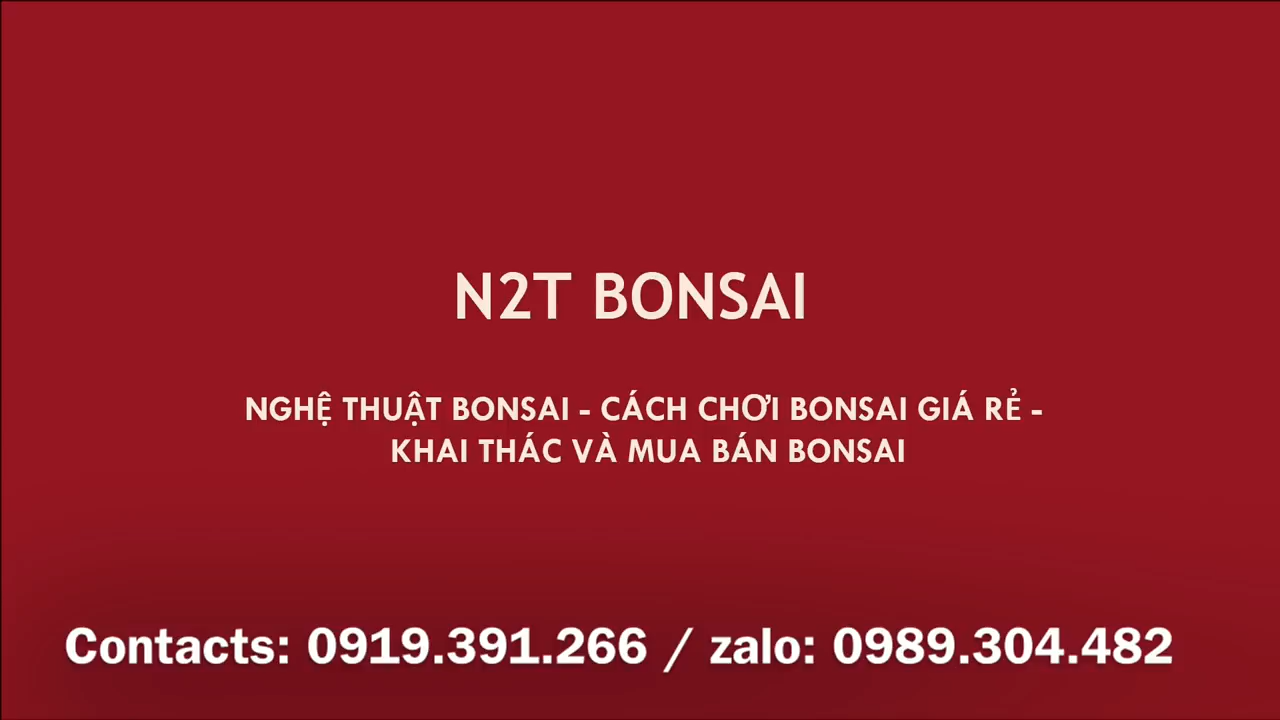 N2T BONSAI
NGHỆ THUẬT BONSAI - CÁCH CHƠI BONSAI GIÁ RẺ -
KHAI THÁC VÀ MUA BÁN BONSAI
Contacts: 0919.391.266 / zalo: 0989.304.482